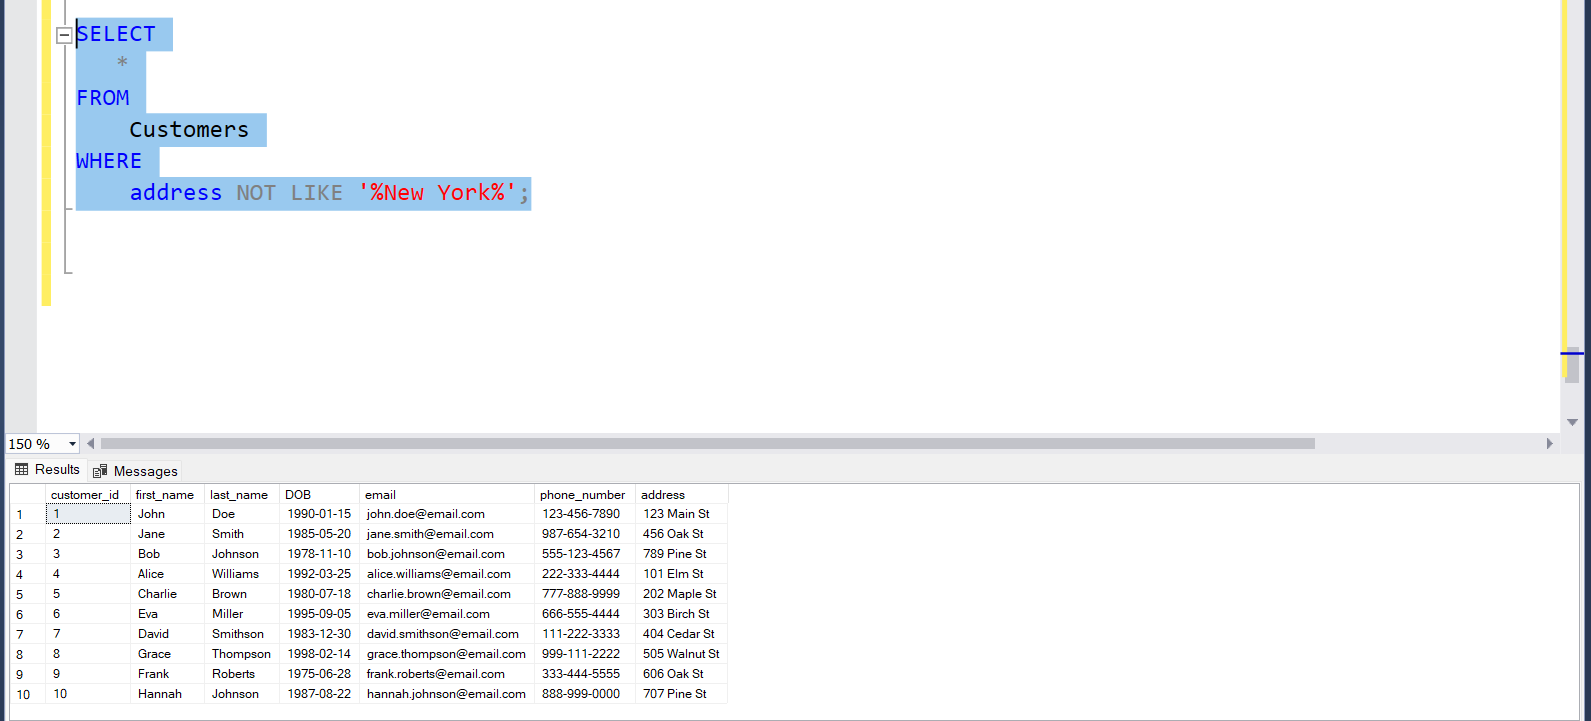 SELECT
*
FROM
Customers
WHERE
address NOT LIKE '%New York%';
150 %
Results Messages
customer_id first_name last_name DOB email phone_number address
1 1 John Doe 1990-01-15 john.doe@email.com 123-456-7890 123 Main St
2 2 Jane Smith 1985-05-20 jane.smith@email.com 987-654-3210 456 Oak St
3 3 Bob Johnson 1978-11-10 bob.johnson@email.com 555-123-4567 789 Pine St
4 4 Alice Williams 1992-03-25 alice.williams@email.com 222-333-4444 101 Elm St
5 5 Charlie Brown 1980-07-18 charlie.brown@email.com 777-888-9999 202 Maple St
6 6 Eva Miller 1995-09-05 eva.miller@email.com 666-555-4444 303 Birch St
7 7 David Smithson 1983-12-30 david.smithson@email.com 111-222-3333 404 Cedar St
8 8 Grace Thompson 1998-02-14 grace.thompson@email.com 999-111-2222 505 Walnut St
9 9 Frank Roberts 1975-06-28 frank.roberts@email.com 333-444-5555 606 Oak St
10 10 Hannah Johnson 1987-08-22 hannah.johnson@email.com 888-999-0000 707 Pine St